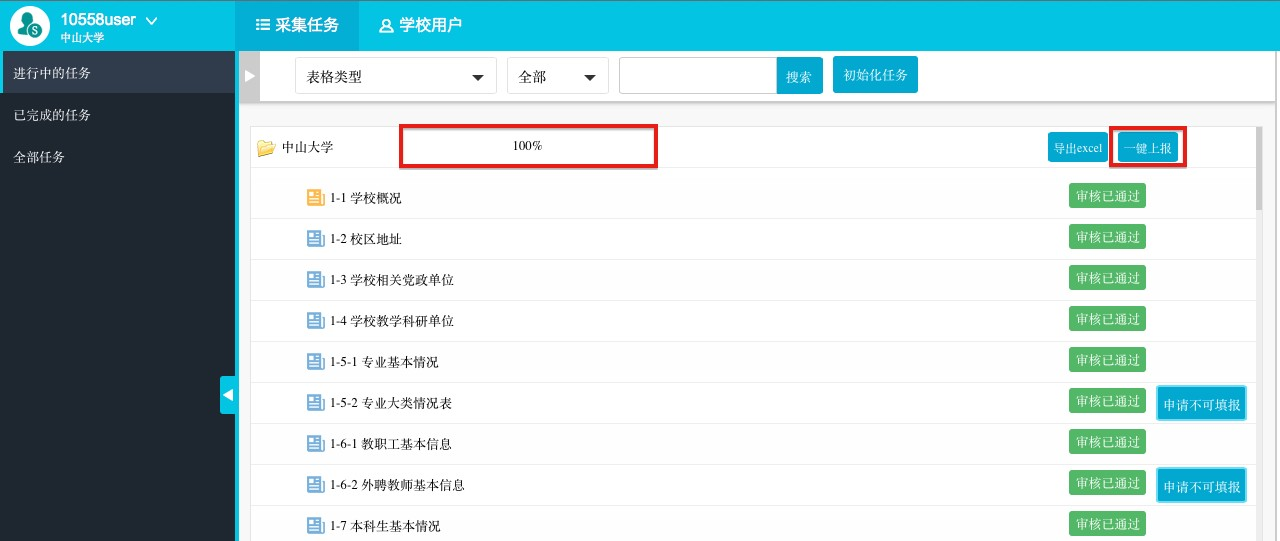 10558user
中山大学
采集任务
学校用户
进行中的任务
已完成的任务
全部任务
表格类型
全部
搜索
初始化任务
中山大学
100%
导出excel
一键上报
1-1 学校概况
审核已通过
1-2 校区地址
审核已通过
1-3 学校相关党政单位
审核已通过
1-4 学校教学科研单位
审核已通过
1-5-1 专业基本情况
审核已通过
1-5-2 专业大类情况表
审核已通过
申请不可填报
1-6-1 教职工基本信息
审核已通过
1-6-2 外聘教师基本信息
审核已通过
申请不可填报
1-7 本科生基本情况
审核已通过